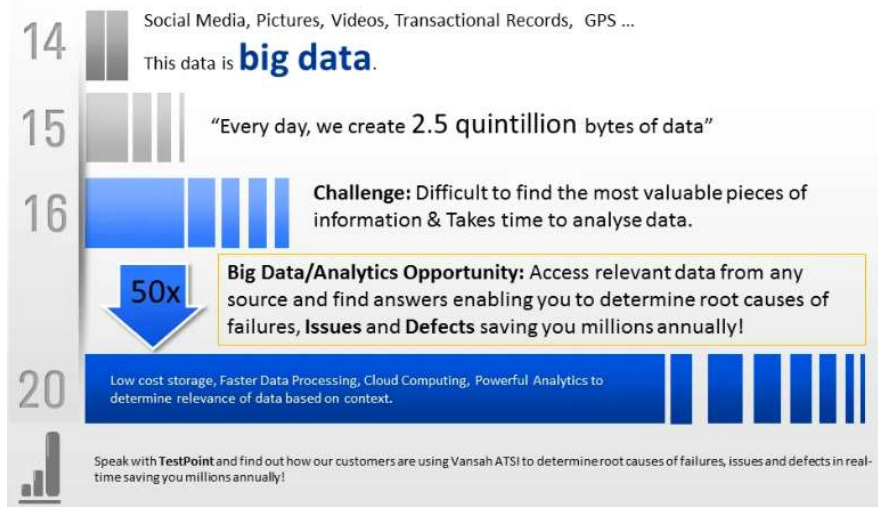 14
Social Media, Pictures, Videos, Transactional Records, GPS ...
This data is big data.
15
“Every day, we create 2.5 quintillion bytes of data”
16
Challenge: Difficult to find the most valuable pieces of
information & Takes time to analyse data.
50x
Big Data/Analytics Opportunity: Access relevant data from any
source and find answers enabling you to determine root causes of
failures, Issues and Defects saving you millions annually!
20
Low cost storage, Faster Data Processing, Cloud Computing, Powerful Analytics to
determine relevance of data based on context.
Speak with TestPoint and find out how our customers are using Vansah ATSI to determine root causes of failures, issues and defects in real-
time saving you millions annually!